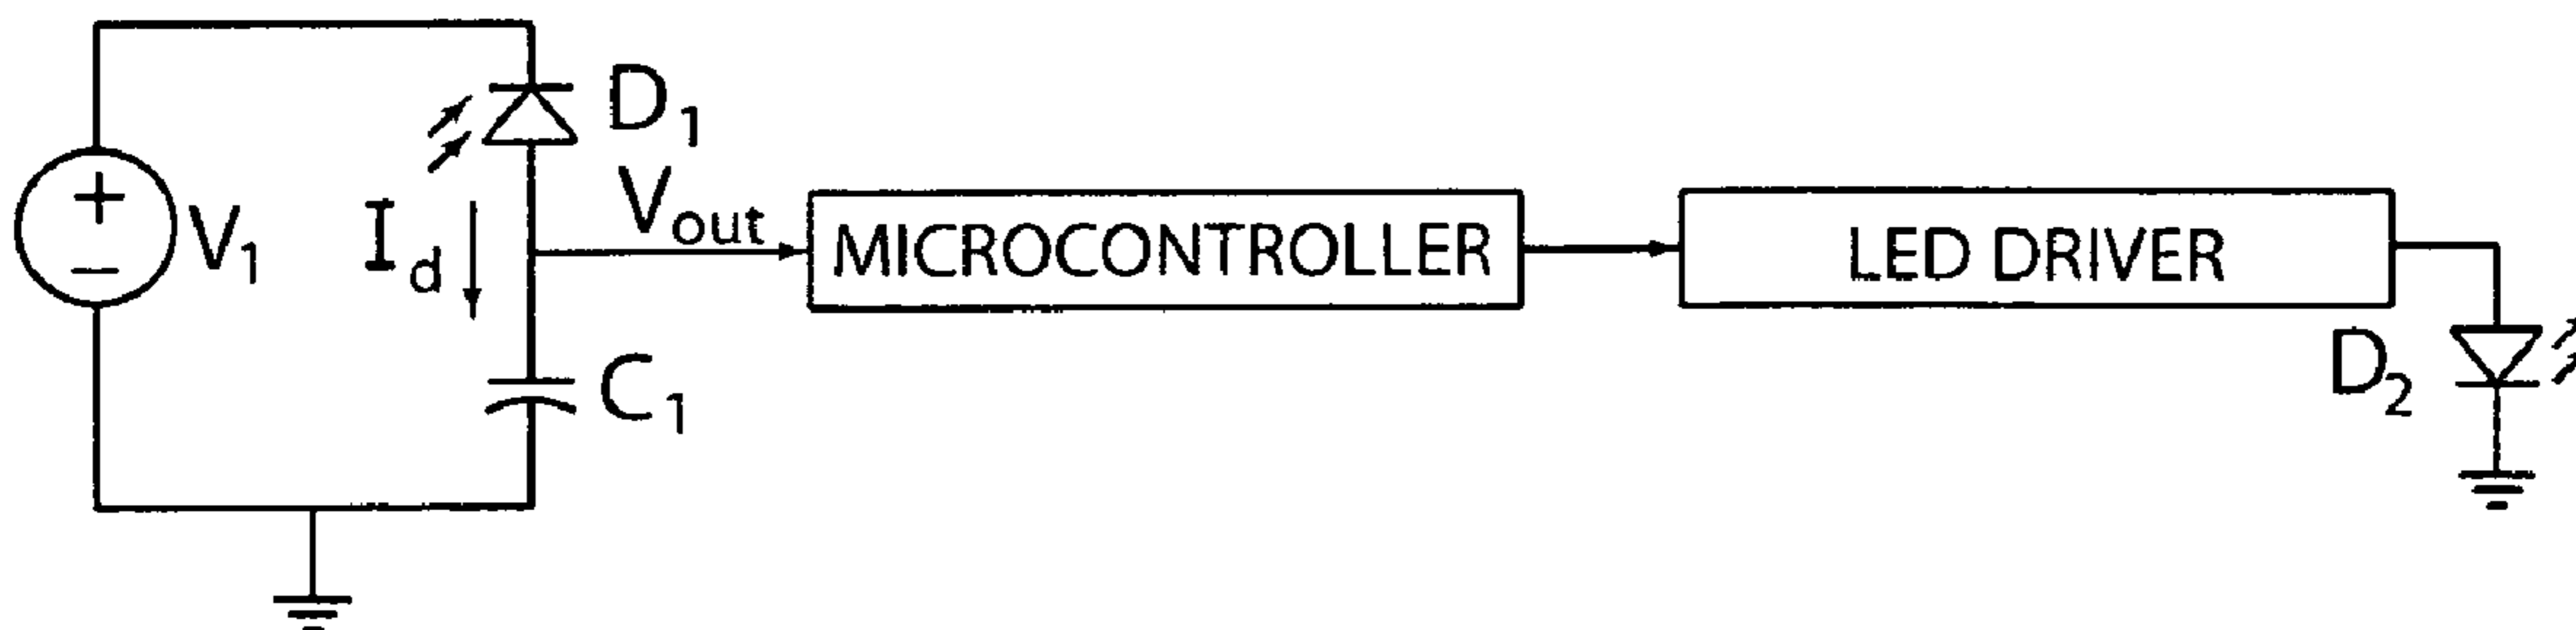 D1
V1
Id
Vout
MICROCONTROLLER
LED DRIVER
C1
D2